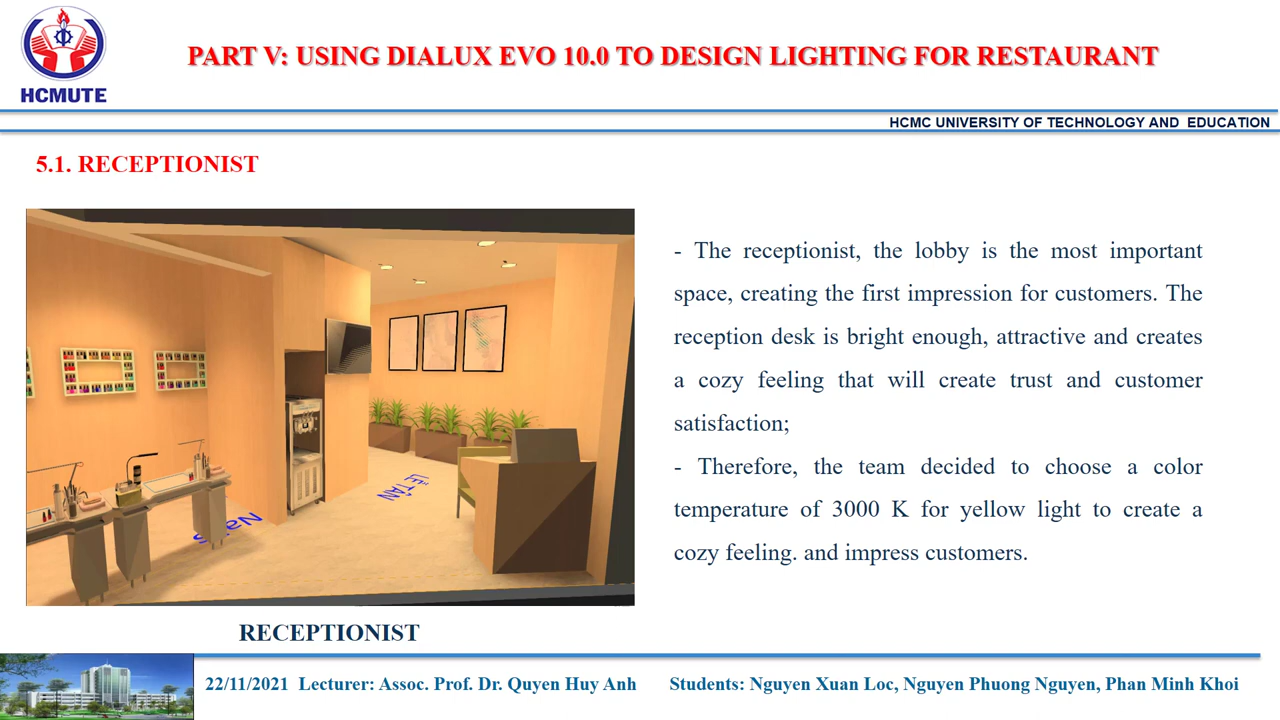 HCMUTE
PART V: USING DIALUX EVO 10.0 TO DESIGN LIGHTING FOR RESTAURANT
HCMC UNIVERSITY OF TECHNOLOGY AND EDUCATION
5.1. RECEPTIONIST
- The receptionist, the lobby is the most important
space, creating the first impression for customers. The
reception desk is bright enough, attractive and creates
a cozy feeling that will create trust and customer
satisfaction;
- Therefore, the team decided to choose a color
temperature of 3000 K for yellow light to create a
cozy feeling. and impress customers.
LỄ TÂN
RECEPTIONIST
22/11/2021 Lecturer: Assoc. Prof. Dr. Quyen Huy Anh
Students: Nguyen Xuan Loc, Nguyen Phuong Nguyen, Phan Minh Khoi